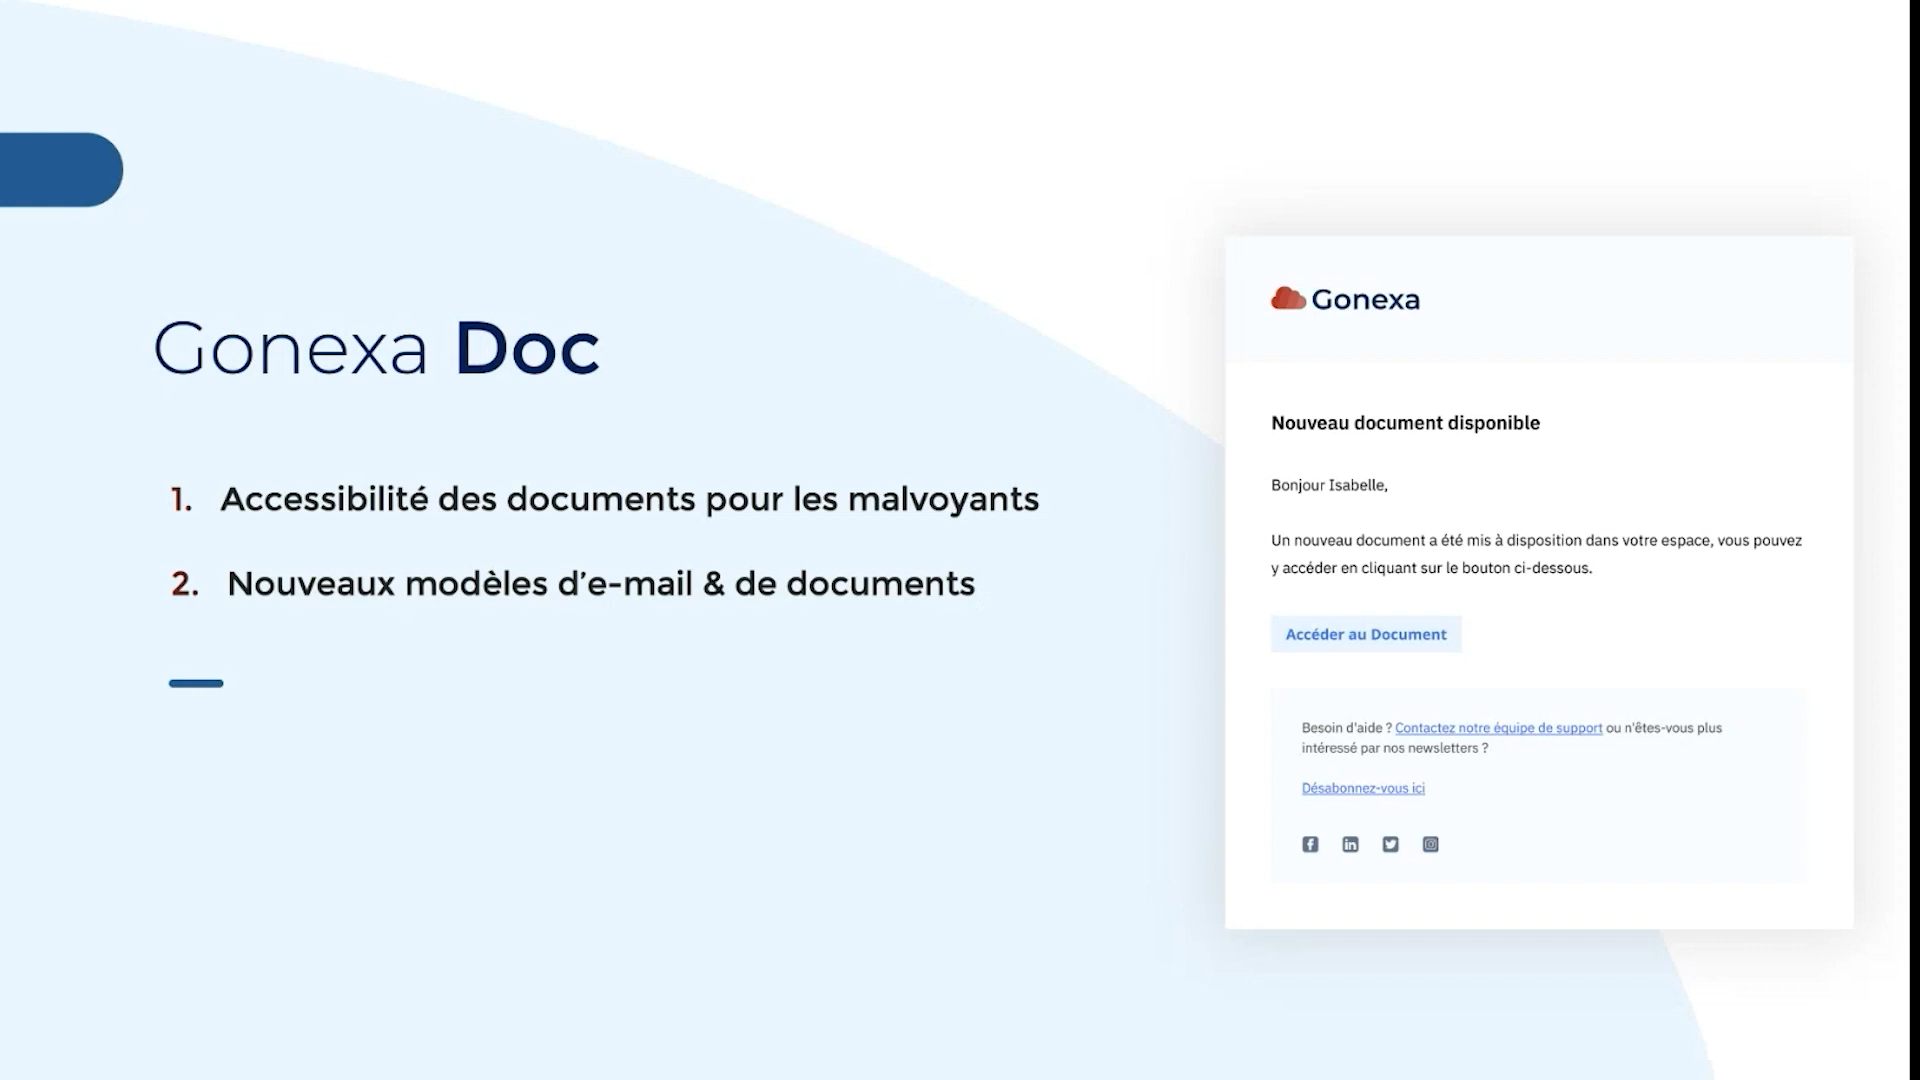 Gonexa Doc
1. Accessibilité des documents pour les malvoyants
2. Nouveaux modèles d’e-mail & de documents
Gonexa
Nouveau document disponible
Bonjour Isabelle,
Un nouveau document a été mis à disposition dans votre espace, vous pouvez
y accéder en cliquant sur le bouton ci-dessous.
Accéder au Document
Besoin d'aide ? Contactez notre équipe de support ou n'êtes-vous plus
intéressé par nos newsletters ?
Désabonnez-vous ici